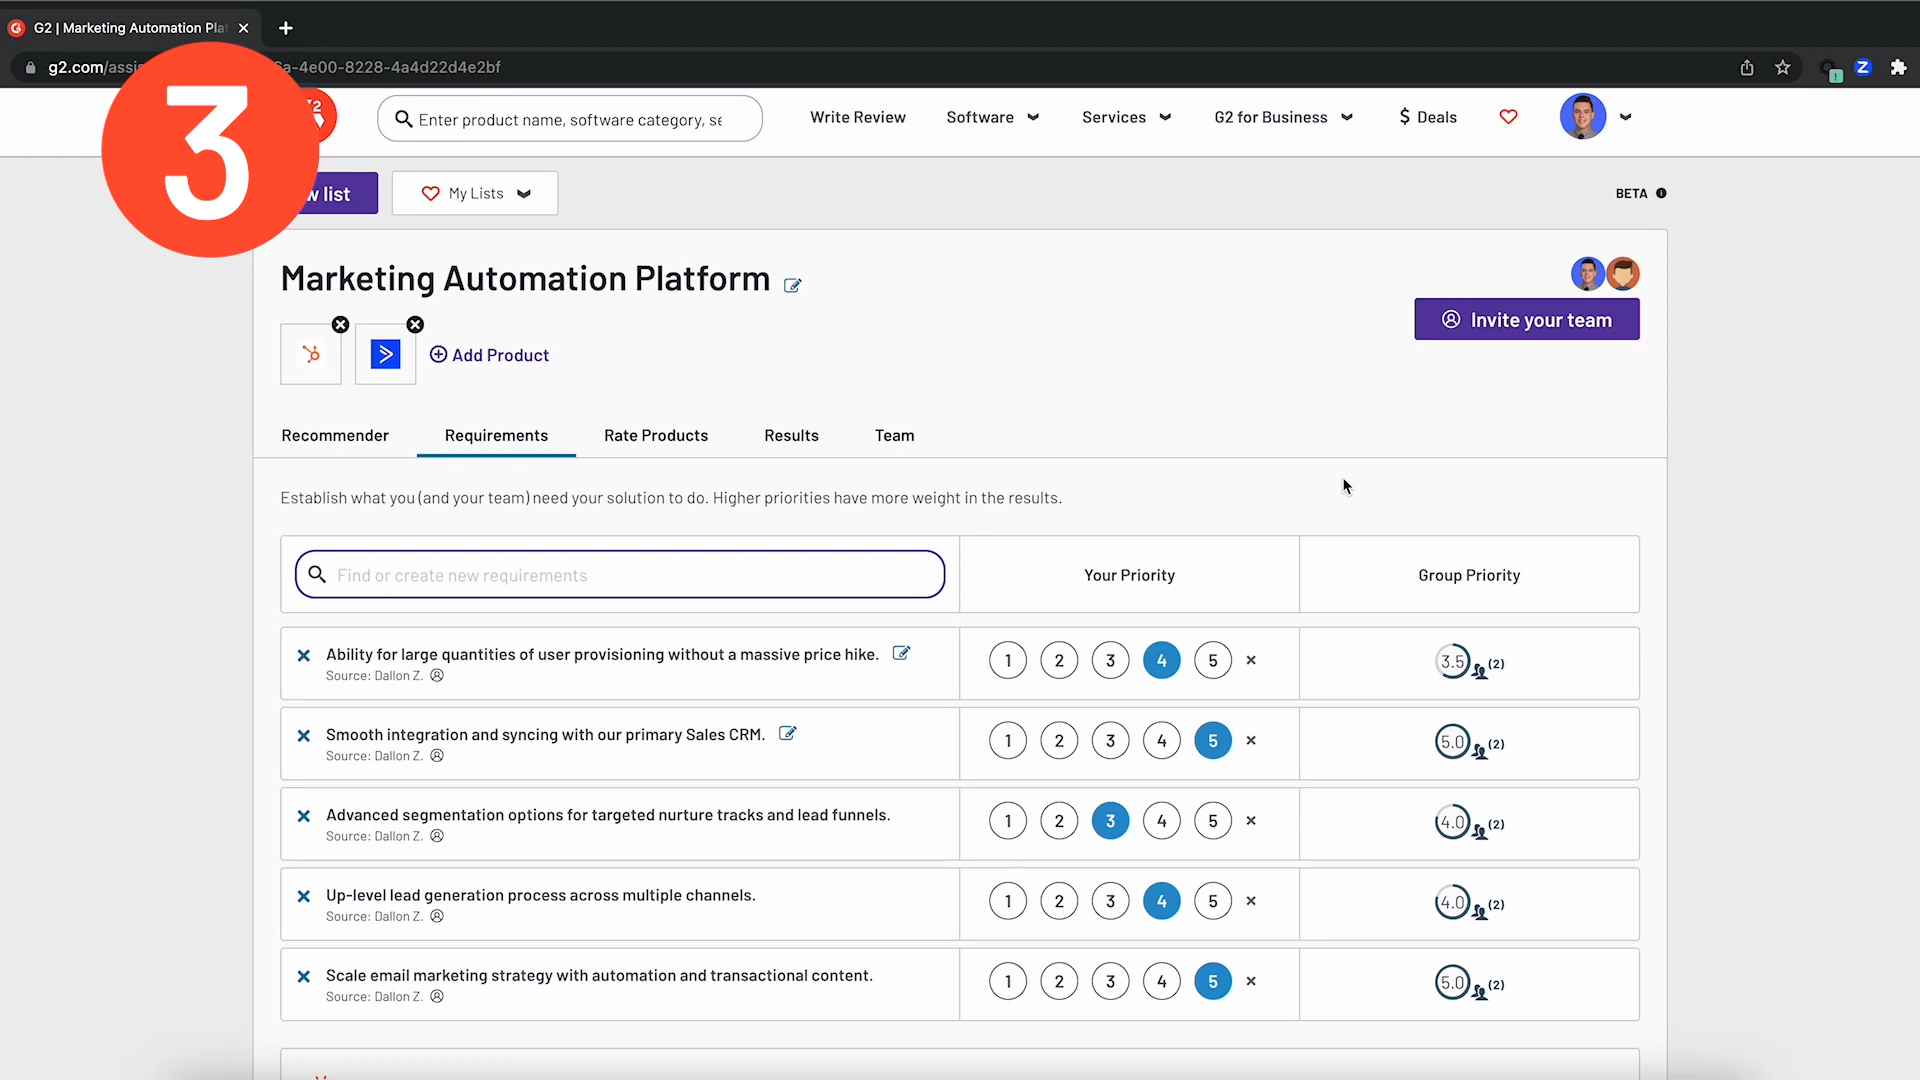 G2 | Marketing Automation Pla
g2.com/assi
a-4e00-8228-4a4d22d4e2bf
3
Enter product name, software category, se
Write Review
Software
Services
G2 for Business
$ Deals
w list
My Lists
BETA
Marketing Automation Platform
Invite your team
Add Product
Recommender
Requirements
Rate Products
Results
Team
Establish what you (and your team) need your solution to do. Higher priorities have more weight in the results.
Find or create new requirements
Your Priority
Group Priority
Ability for large quantities of user provisioning without a massive price hike.
Source: Dallon Z.
1 2 3 4 5
3.5 (2)
Smooth integration and syncing with our primary Sales CRM.
Source: Dallon Z.
1 2 3 4 5
5.0 (2)
Advanced segmentation options for targeted nurture tracks and lead funnels.
Source: Dallon Z.
1 2 3 4 5
4.0 (2)
Up-level lead generation process across multiple channels.
Source: Dallon Z.
1 2 3 4 5
4.0 (2)
Scale email marketing strategy with automation and transactional content.
Source: Dallon Z.
1 2 3 4 5
5.0 (2)